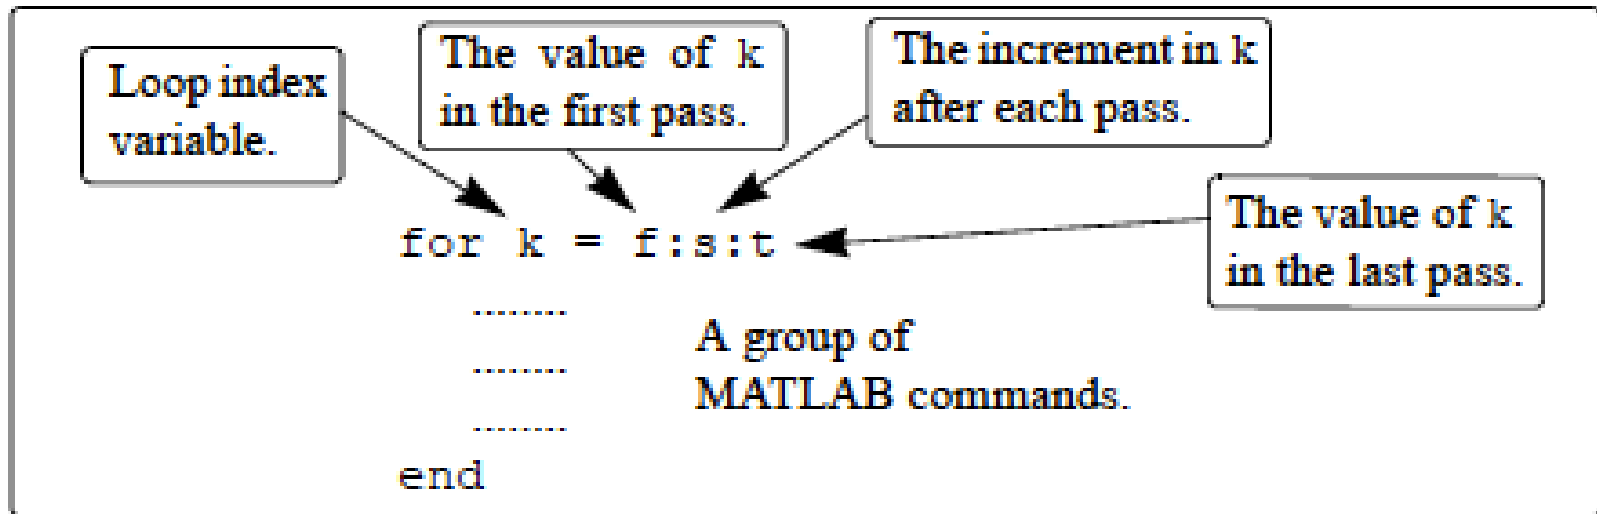 Loop index
variable.
The value of k
in the first pass.
The increment in k
after each pass.
The value of k
in the last pass.
for k = f:s:t
........
........
........
A group of
MATLAB commands.
end